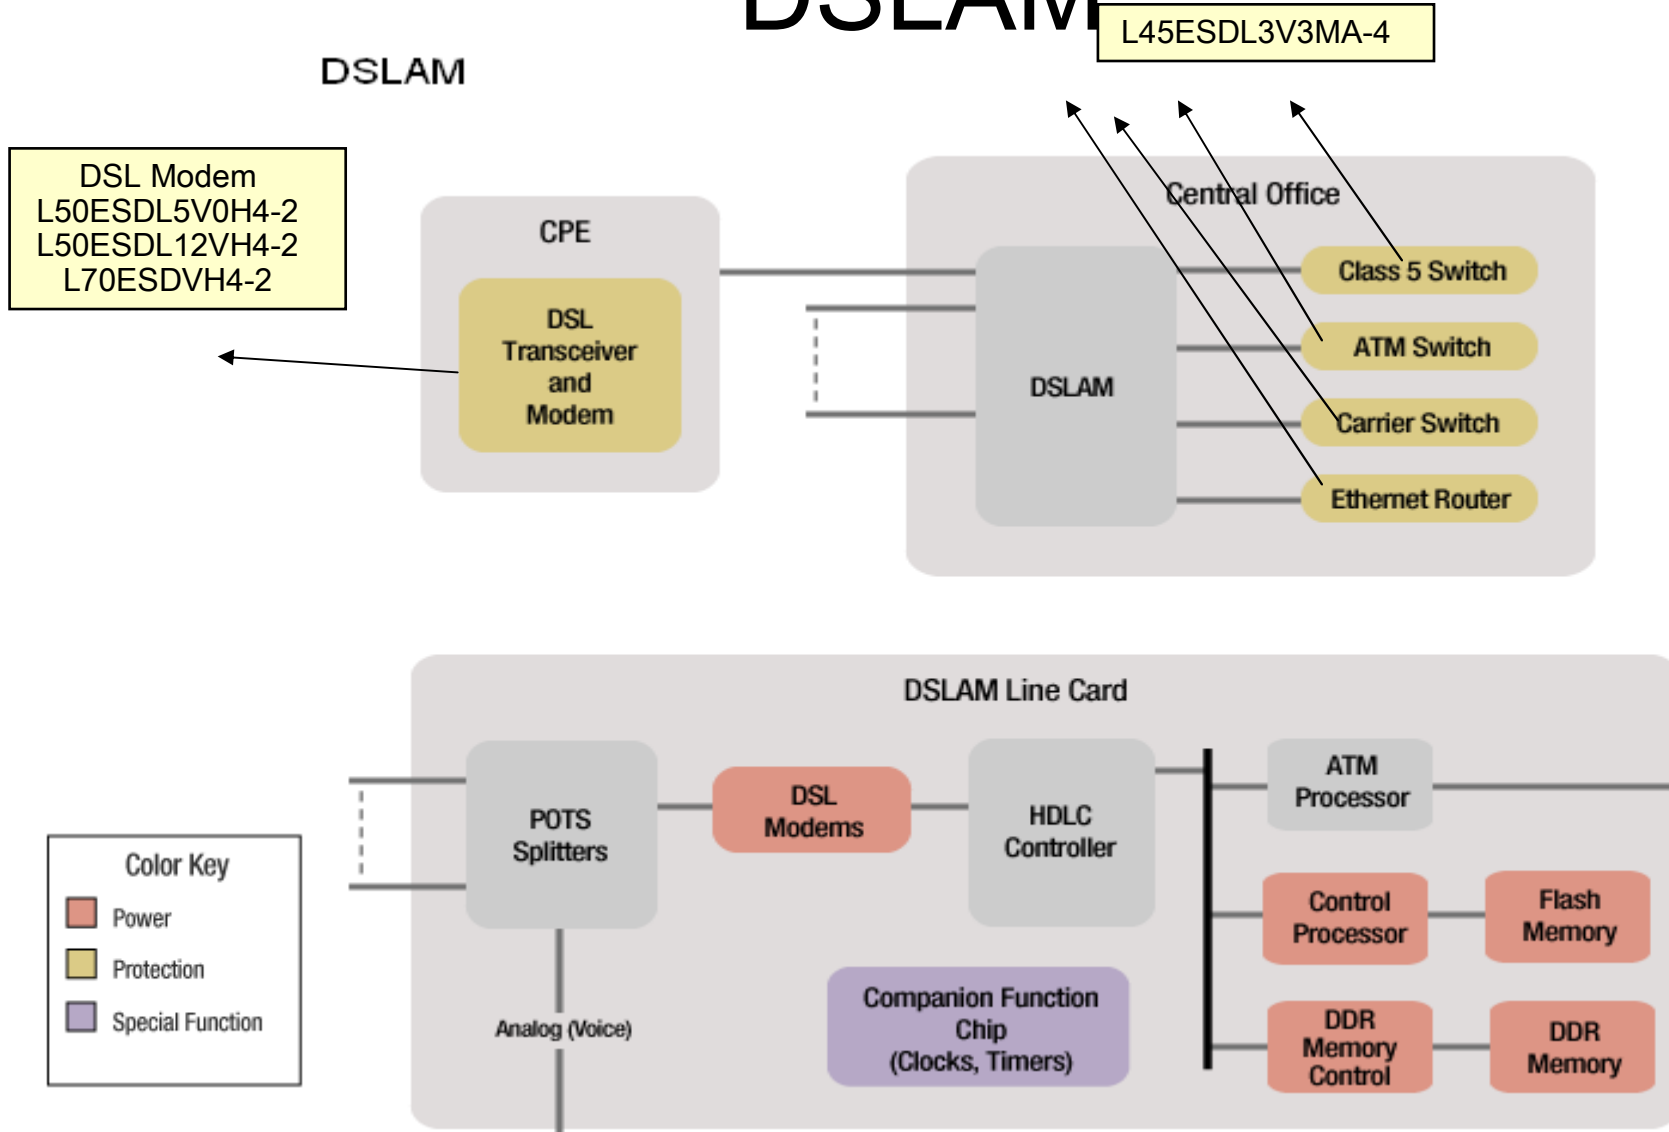 DSLAM
L45ESDL3V3MA-4
DSLAM
DSL Modem
L50ESDL5V0H4-2
L50ESDL12VH4-2
L70ESDVH4-2
CPE
DSL
Transceiver
and
Modem
Central Office
DSLAM
Class 5 Switch
ATM Switch
Carrier Switch
Ethernet Router
DSLAM Line Card
POTS
Splitters
DSL
Modems
HDLC
Controller
ATM
Processor
Control
Processor
Flash
Memory
DDR
Memory
Control
DDR
Memory
Companion Function
Chip
(Clocks, Timers)
Analog (Voice)
Color Key
Power
Protection
Special Function